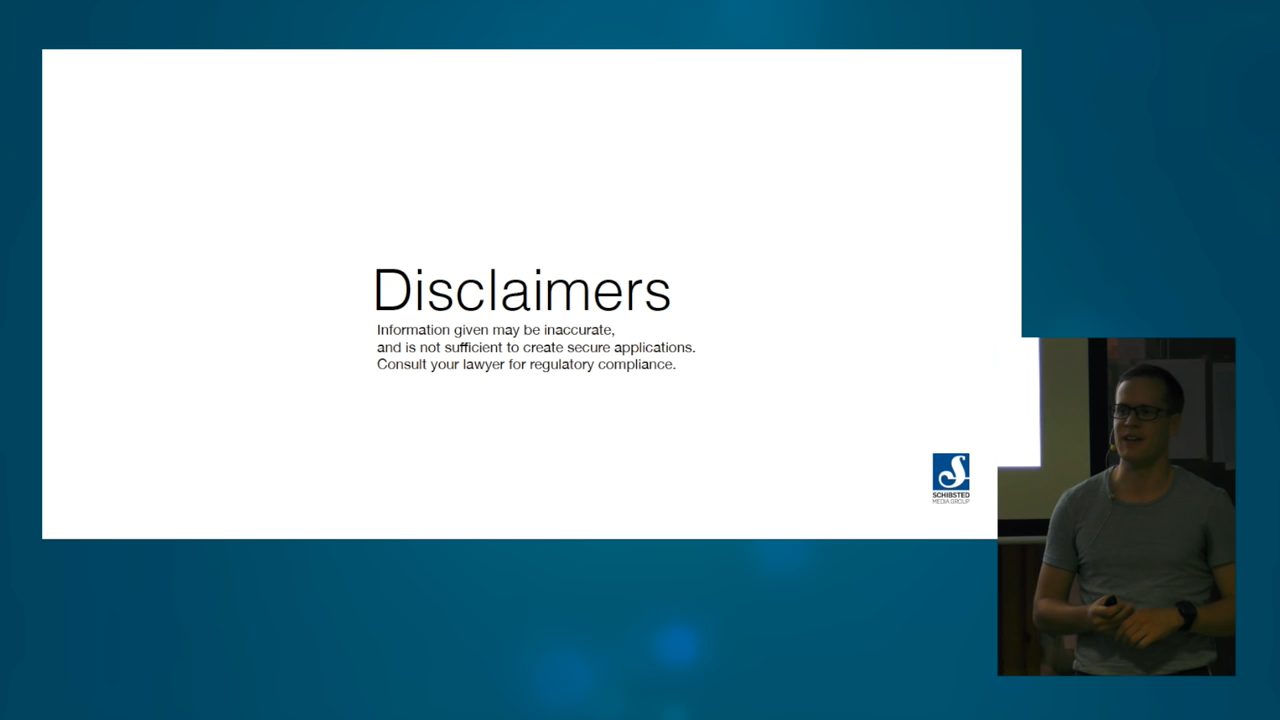 Disclaimers
Information given may be inaccurate,
and is not sufficient to create secure applications.
Consult your lawyer for regulatory compliance.
SCHIBSTED
MEDIA GROUP